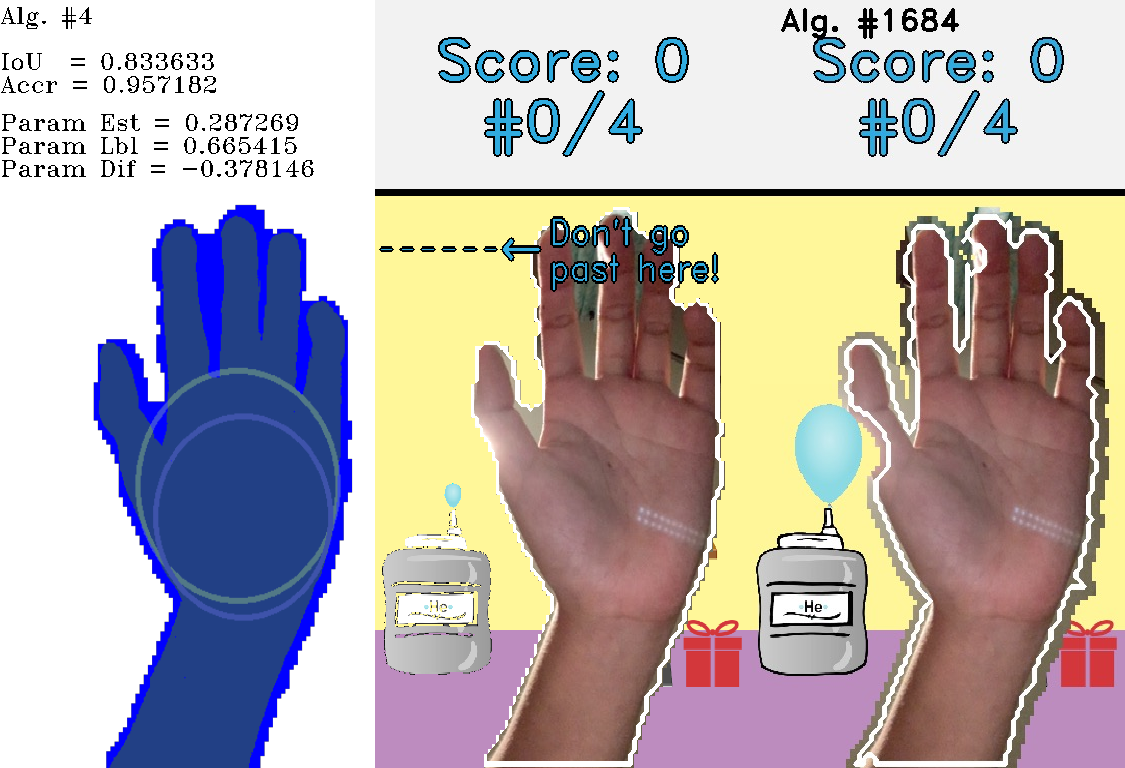 Alg. #4
IoU = 0.833633
Accr = 0.957182
Param Est = 0.287269
Param Lbl = 0.665415
Param Dif = -0.378146
Score: 0
#0/4
Don't go
past here!
He
Alg. #1684
Score: 0
#0/4
He